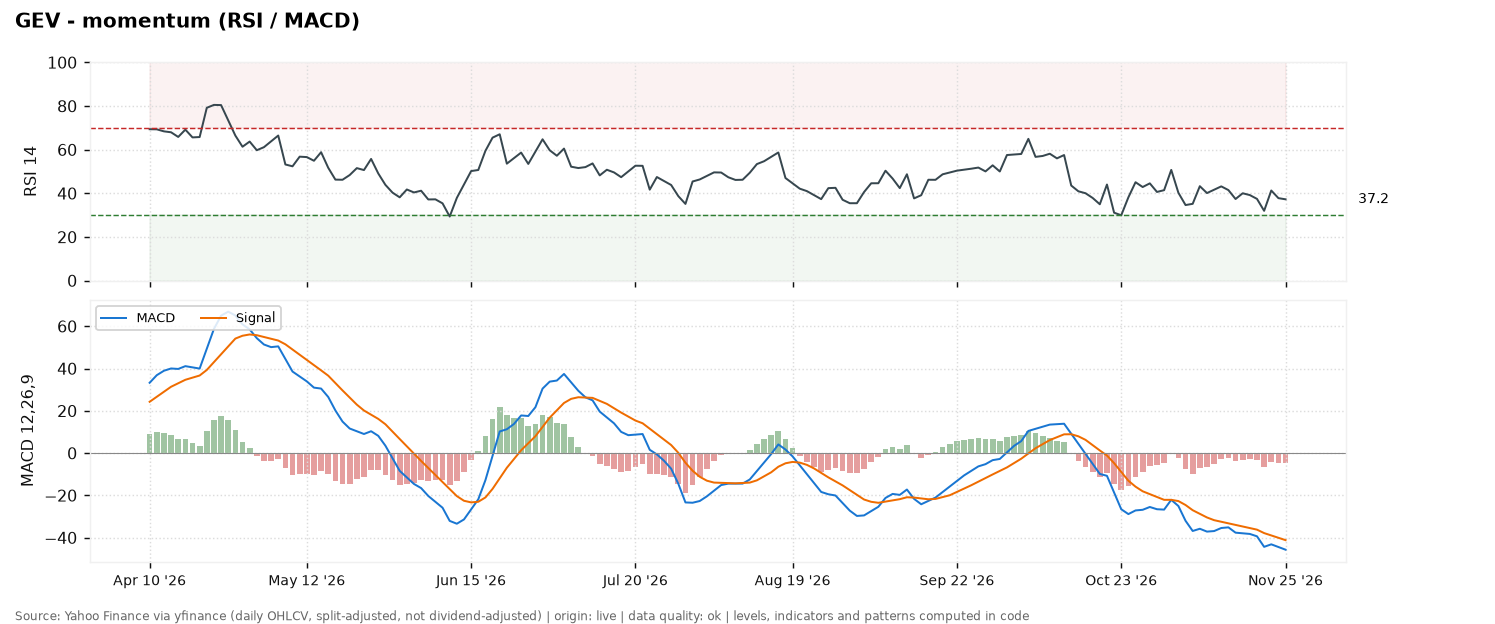 GEV - momentum (RSI / MACD)
100
80
60
40
20
0
RSI 14
37.2
MACD
Signal
60
40
20
0
−20
−40
MACD 12,26,9
Apr 10 '26
May 12 '26
Jun 15 '26
Jul 20 '26
Aug 19 '26
Sep 22 '26
Oct 23 '26
Nov 25 '26
Source: Yahoo Finance via yfinance (daily OHLCV, split-adjusted, not dividend-adjusted) | origin: live | data quality: ok | levels, indicators and patterns computed in code